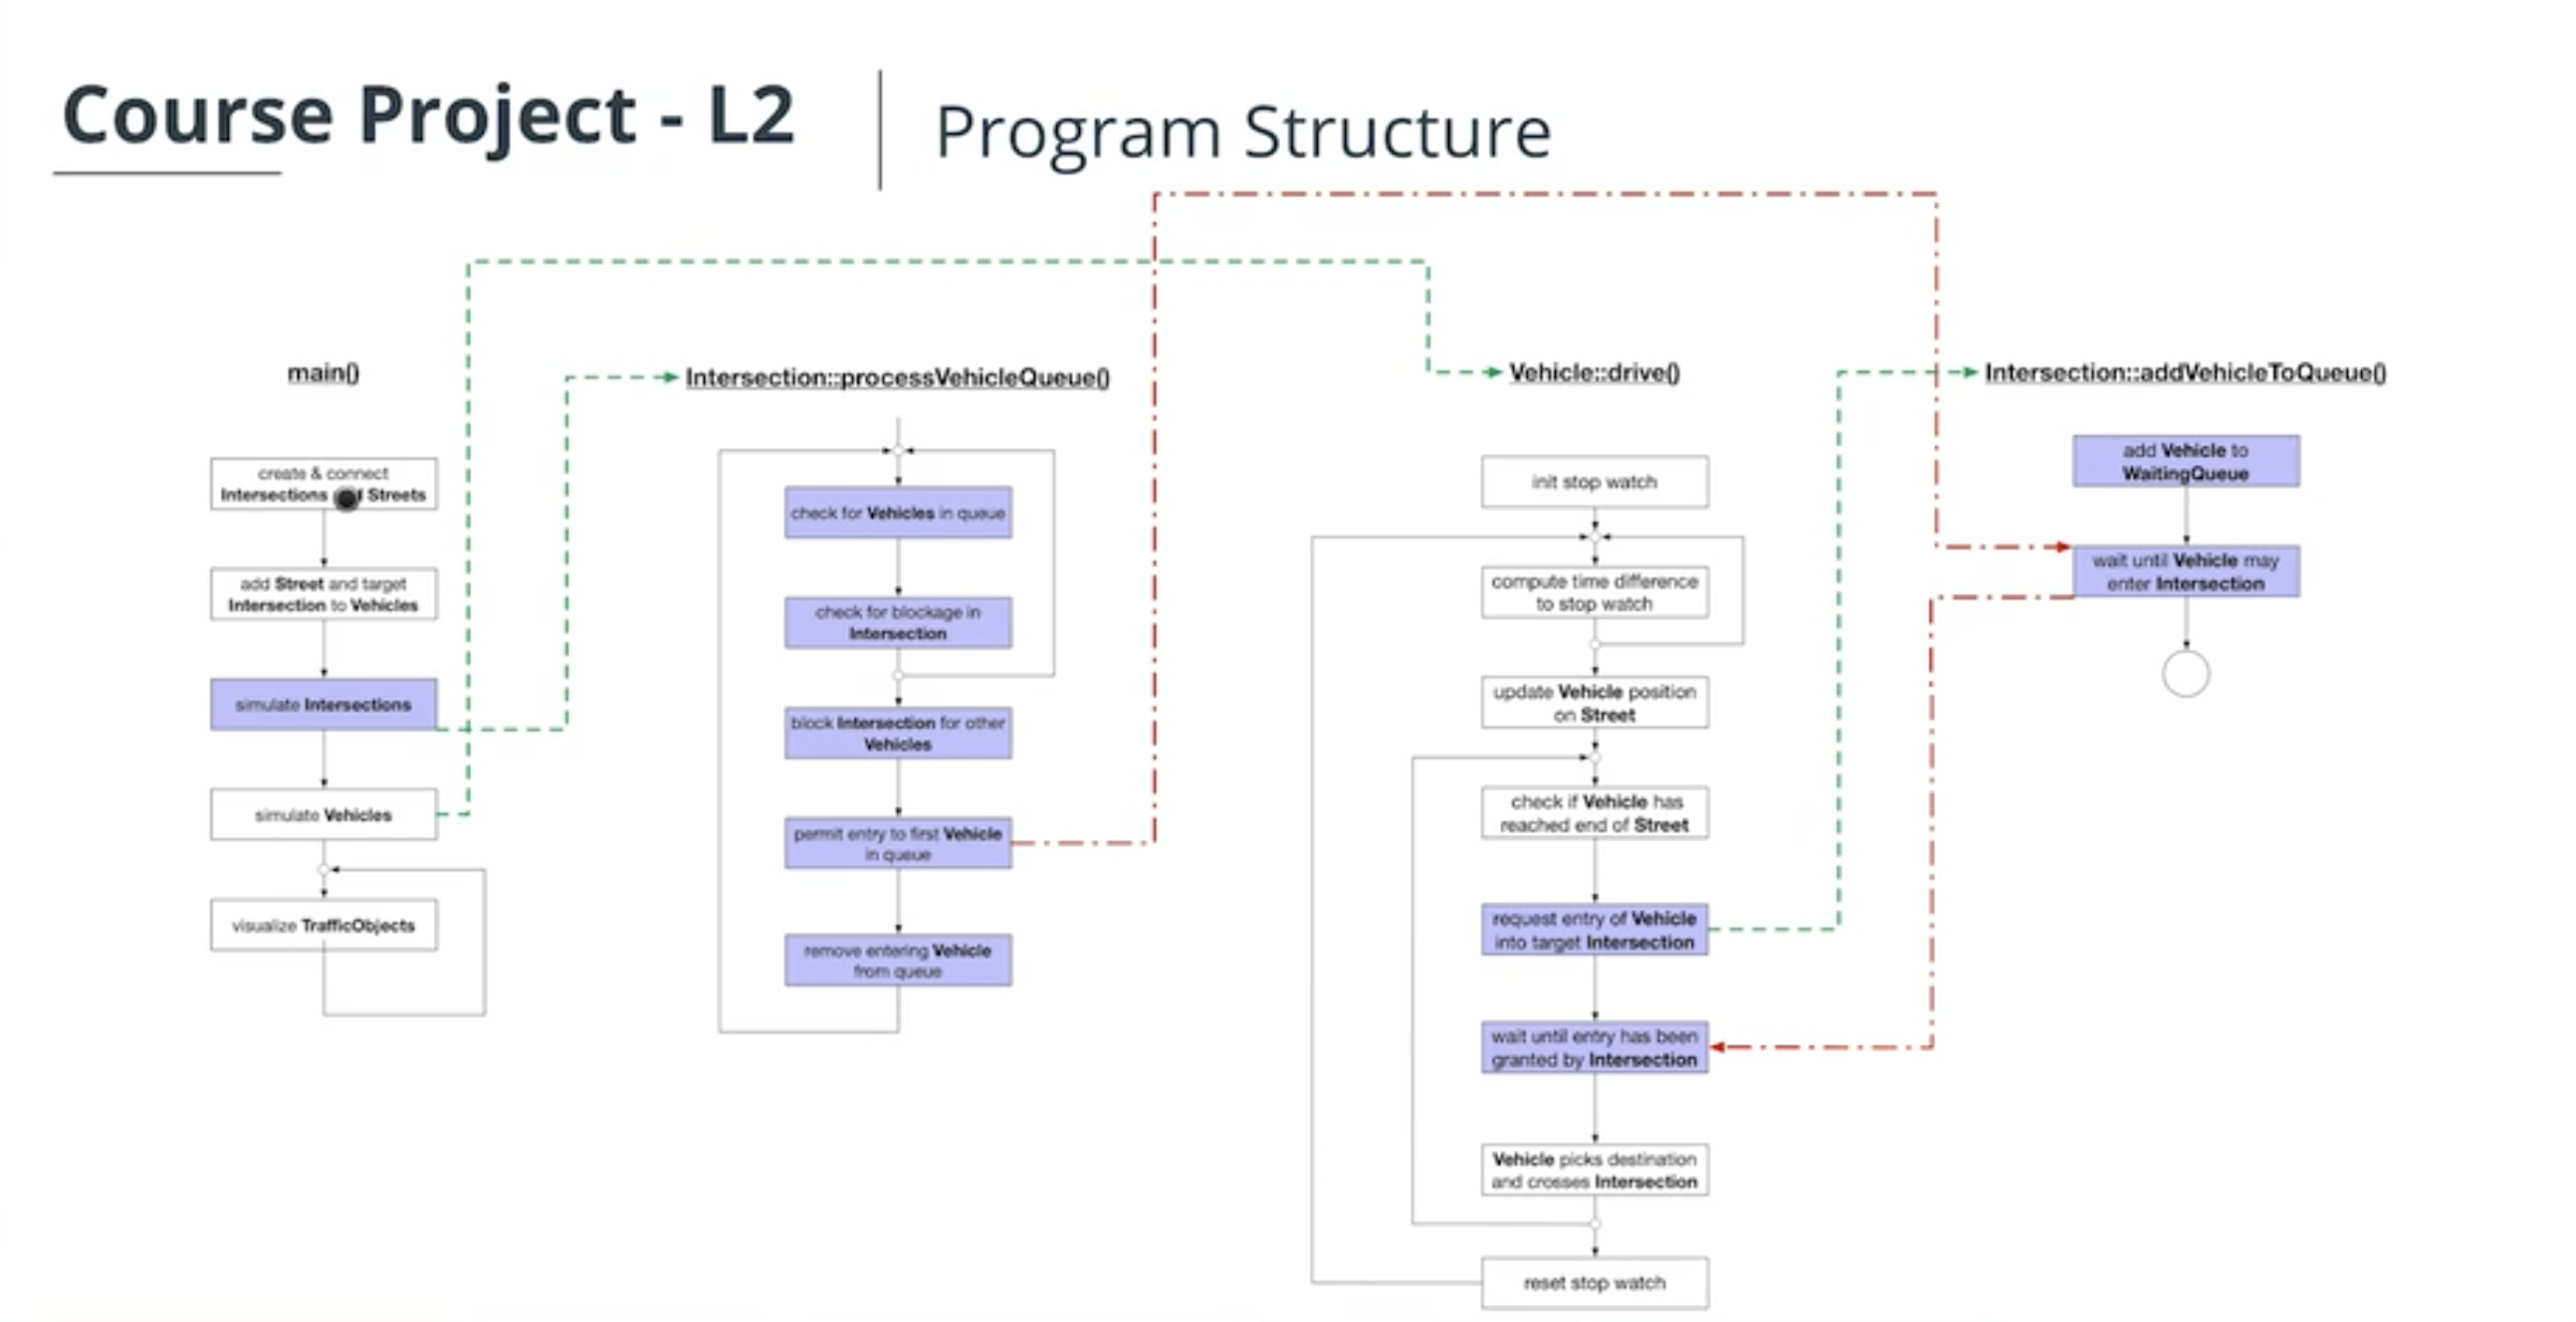 Course Project - L2
Program Structure
main()
create & connect
Intersections Streets
add Street and target
Intersection to Vehicles
simulate Intersections
simulate Vehicles
visualize TrafficObjects
Intersection::processVehicleQueue()
check for Vehicles in queue
check for blockage in
Intersection
block Intersection for other
Vehicles
permit entry to first Vehicle
in queue
remove entering Vehicle
from queue
Vehicle::drive()
init stop watch
compute time difference
to stop watch
update Vehicle position
on Street
check if Vehicle has
reached end of Street
request entry of Vehicle
into target Intersection
wait until entry has been
granted by Intersection
Vehicle picks destination
and crosses Intersection
reset stop watch
Intersection::addVehicleToQueue()
add Vehicle to
WaitingQueue
wait until Vehicle may
enter Intersection